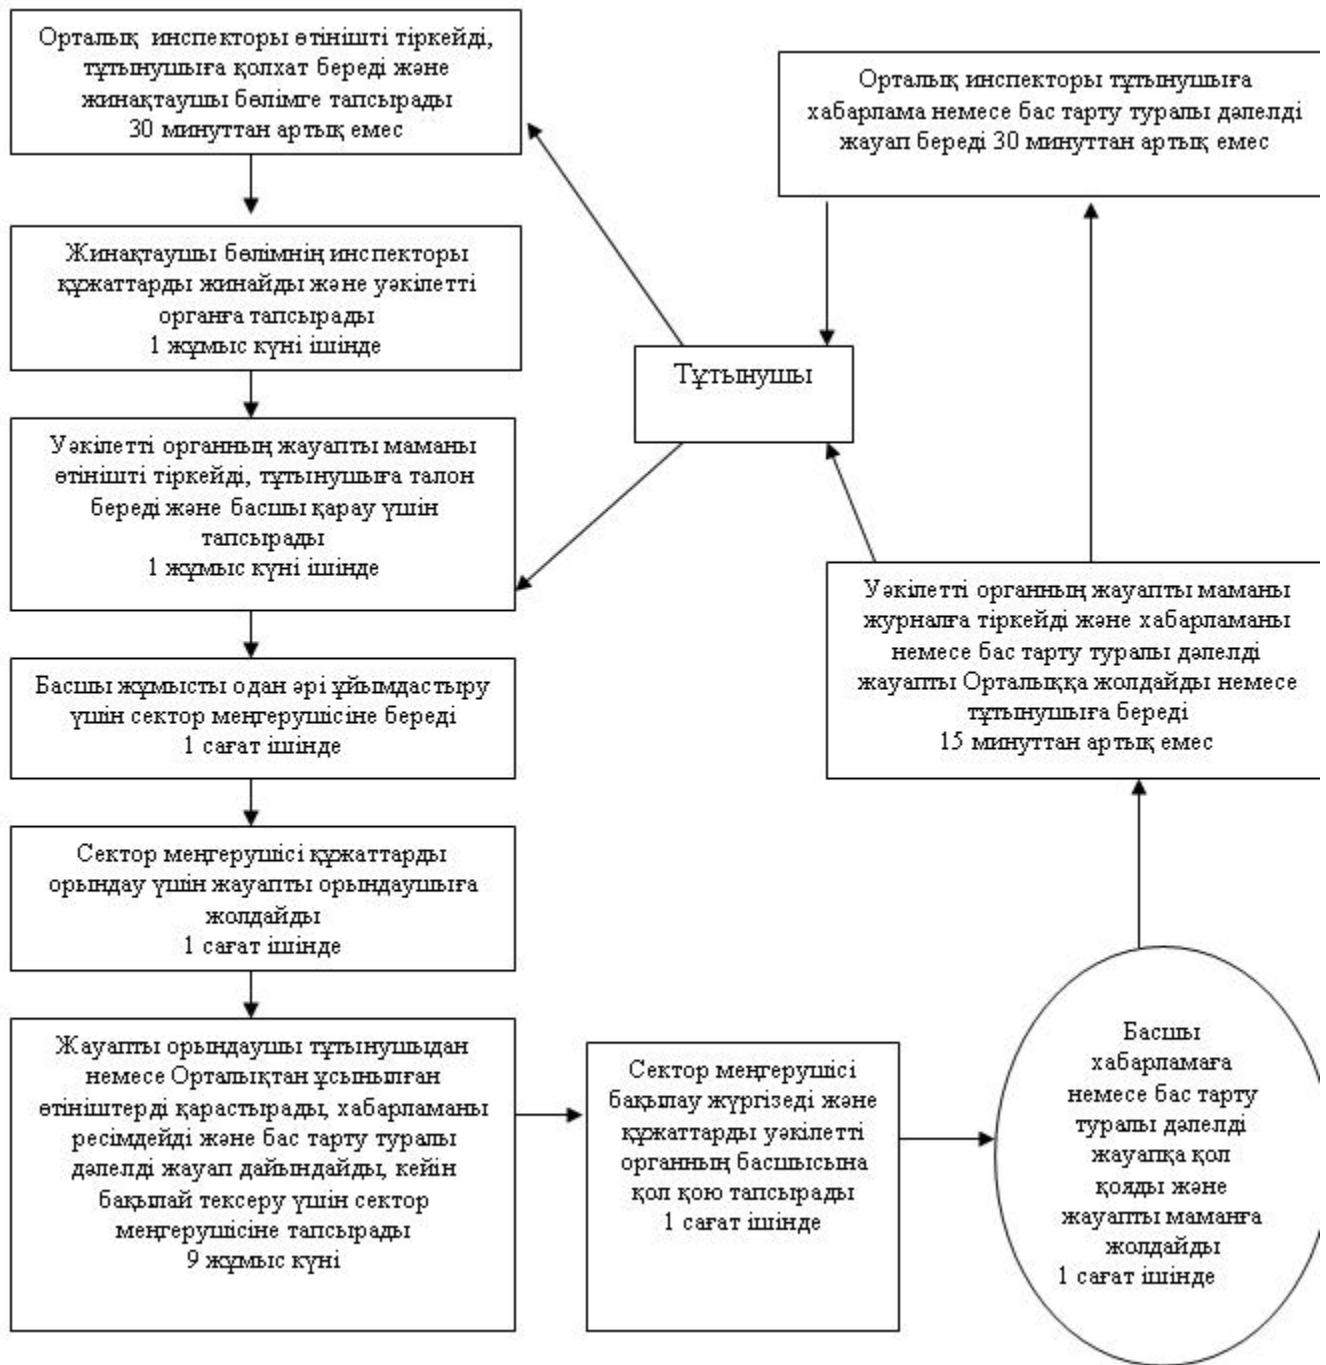 Орталық инспекторы өтінішті тіркейді,
тұтынушыға қолхат береді және
жинақтаушы бөлімге тапсырады
30 минуттан артық емес
Орталық инспекторы тұтынушыға
хабарлама немесе бас тарту туралы дәлелді
жауап береді 30 минуттан артық емес
Жинақтаушы бөлімнің инспекторы
құжаттарды жинайды және уәкілетті
органға тапсырады
1 жұмыс күні ішінде
Тұтынушы
Уәкілетті органның жауапты маманы
өтінішті тіркейді, тұтынушыға талон
береді және басшы қарау үшін
тапсырады
1 жұмыс күні ішінде
Уәкілетті органның жауапты маманы
журналға тіркейді және хабарламаны
немесе бас тарту туралы дәлелді
жауапты Орталыққа жолдайды немесе
тұтынушыға береді
15 минуттан артық емес
Басшы жұмысты одан әрі ұйымдастыру
үшін сектор меңгерушісіне береді
1 сағат ішінде
Сектор меңгерушісі құжаттарды
орындау үшін жауапты орындаушыға
жолдайды
1 сағат ішінде
Жауапты орындаушы тұтынушыдан
немесе Орталықтан ұсынылған
өтініштерді қарастырады, хабарламаны
ресімдейді және бас тарту туралы
дәлелді жауап дайындайды, кейін
бақылай тексеру үшін сектор
меңгерушісіне тапсырады
9 жұмыс күні
Сектор меңгерушісі
бақылау жүргізеді және
құжаттарды уәкілетті
органның басшысына
қол қою тапсырады
1 сағат ішінде
Басшы
хабарламаға
немесе бас тарту
туралы дәлелді
жауапқа қол
қояды және
жауапты маманға
жолдайды
1 сағат ішінде